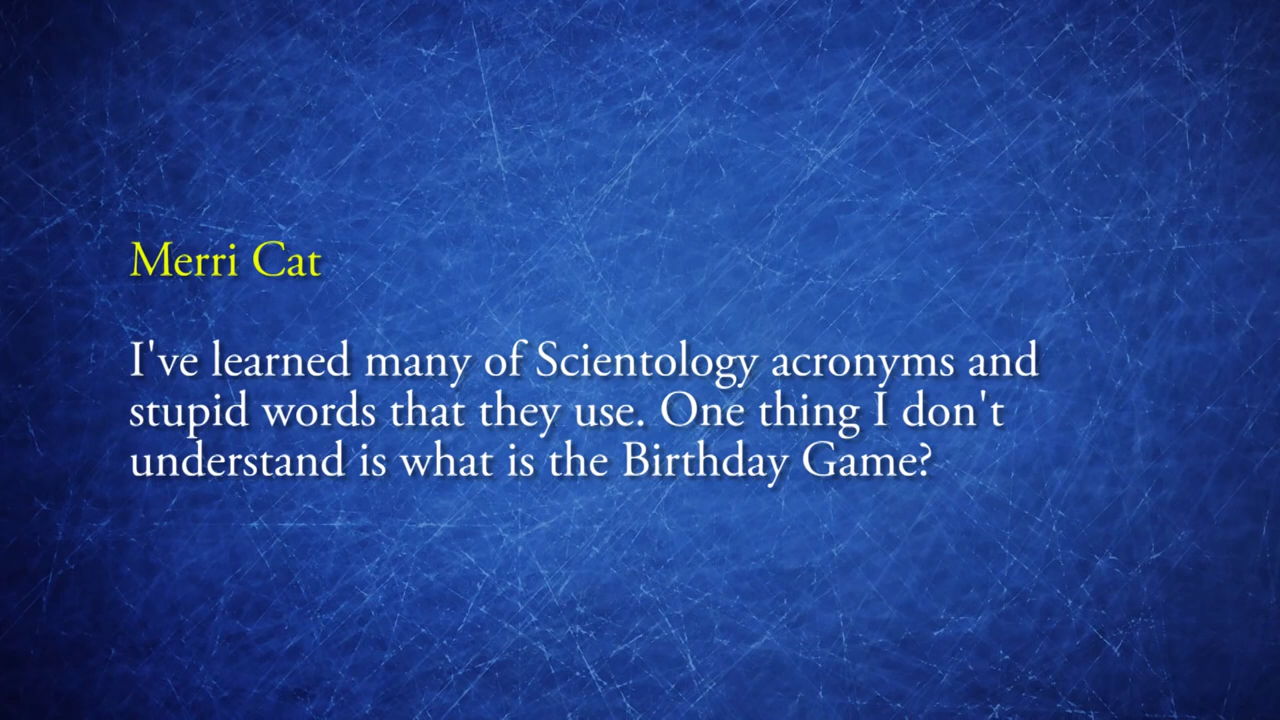 Merri Cat
I've learned many of Scientology acronyms and
stupid words that they use. One thing I don't
understand is what is the Birthday Game?